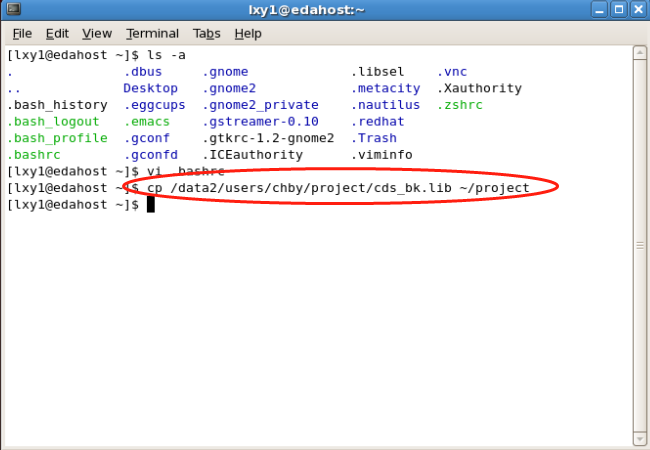 lxy1@edahost:~
File Edit View Terminal Tabs Help
[lxy1@edahost ~]$ ls -a
. .dbus .gnome .libsel .vnc
.. Desktop .gnome2 .metacity .Xauthority
.bash_history .eggcups .gnome2_private .nautilus .zshrc
.bash_logout .emacs .gstreamer-0.10 .redhat
.bash_profile .gconf .gtkrc-1.2-gnome2 .Trash
.bashrc .gconfd .ICEauthority .viminfo
[lxy1@edahost ~]$ vi .bashrc
[lxy1@edahost ~]$ cp /data2/users/chby/project/cds_bk.lib ~/project
[lxy1@edahost ~]$